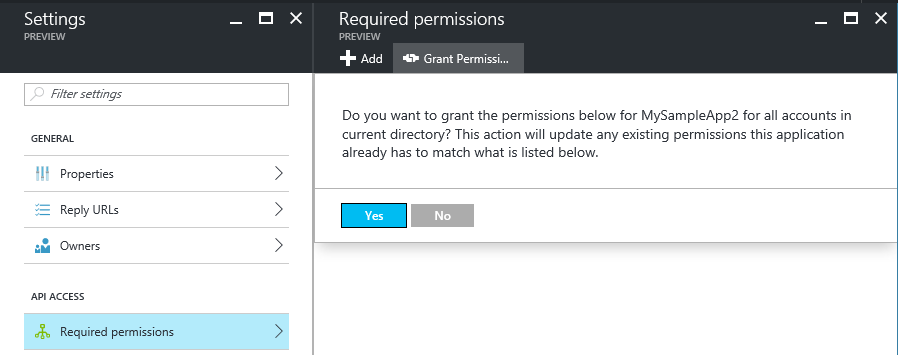 Settings
PREVIEW
Filter settings
GENERAL
Properties
Reply URLs
Owners
API ACCESS
Required permissions
Required permissions
PREVIEW
Add
Grant Permissi...
Do you want to grant the permissions below for MySampleApp2 for all accounts in
current directory? This action will update any existing permissions this application
already has to match what is listed below.
Yes
No